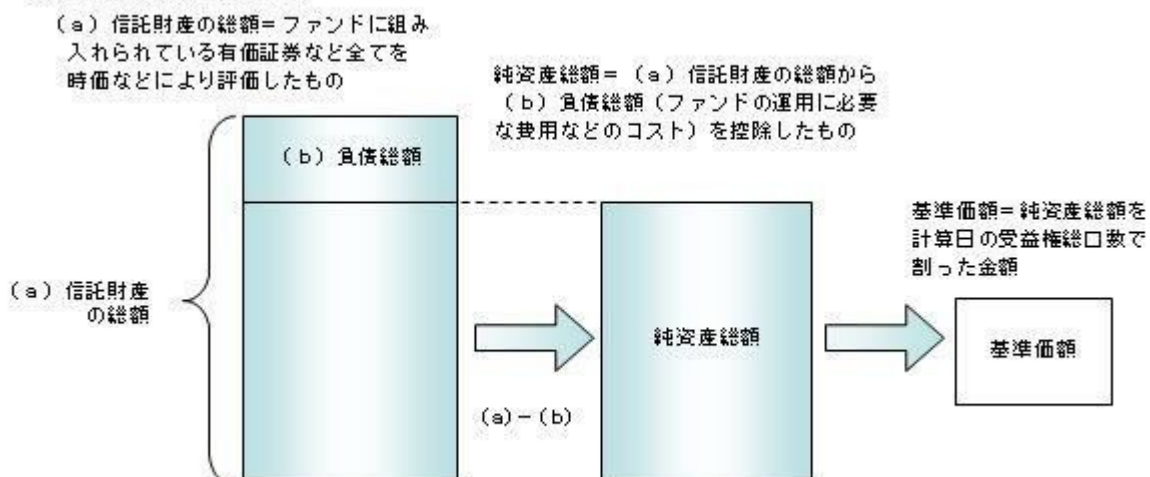 (a)信託財産の総額=ファンドに組み
入れられている有価証券など全てを
時価などにより評価したもの
純資産総額=(a)信託財産の総額から
(b)負債総額(ファンドの運用に必要
な費用などのコスト)を控除したもの
(b)負債総額
基準価額=純資産総額を
計算日の受益権総口数で
割った金額
(a)信託財産
の総額
純資産総額
基準価額
(a)-(b)